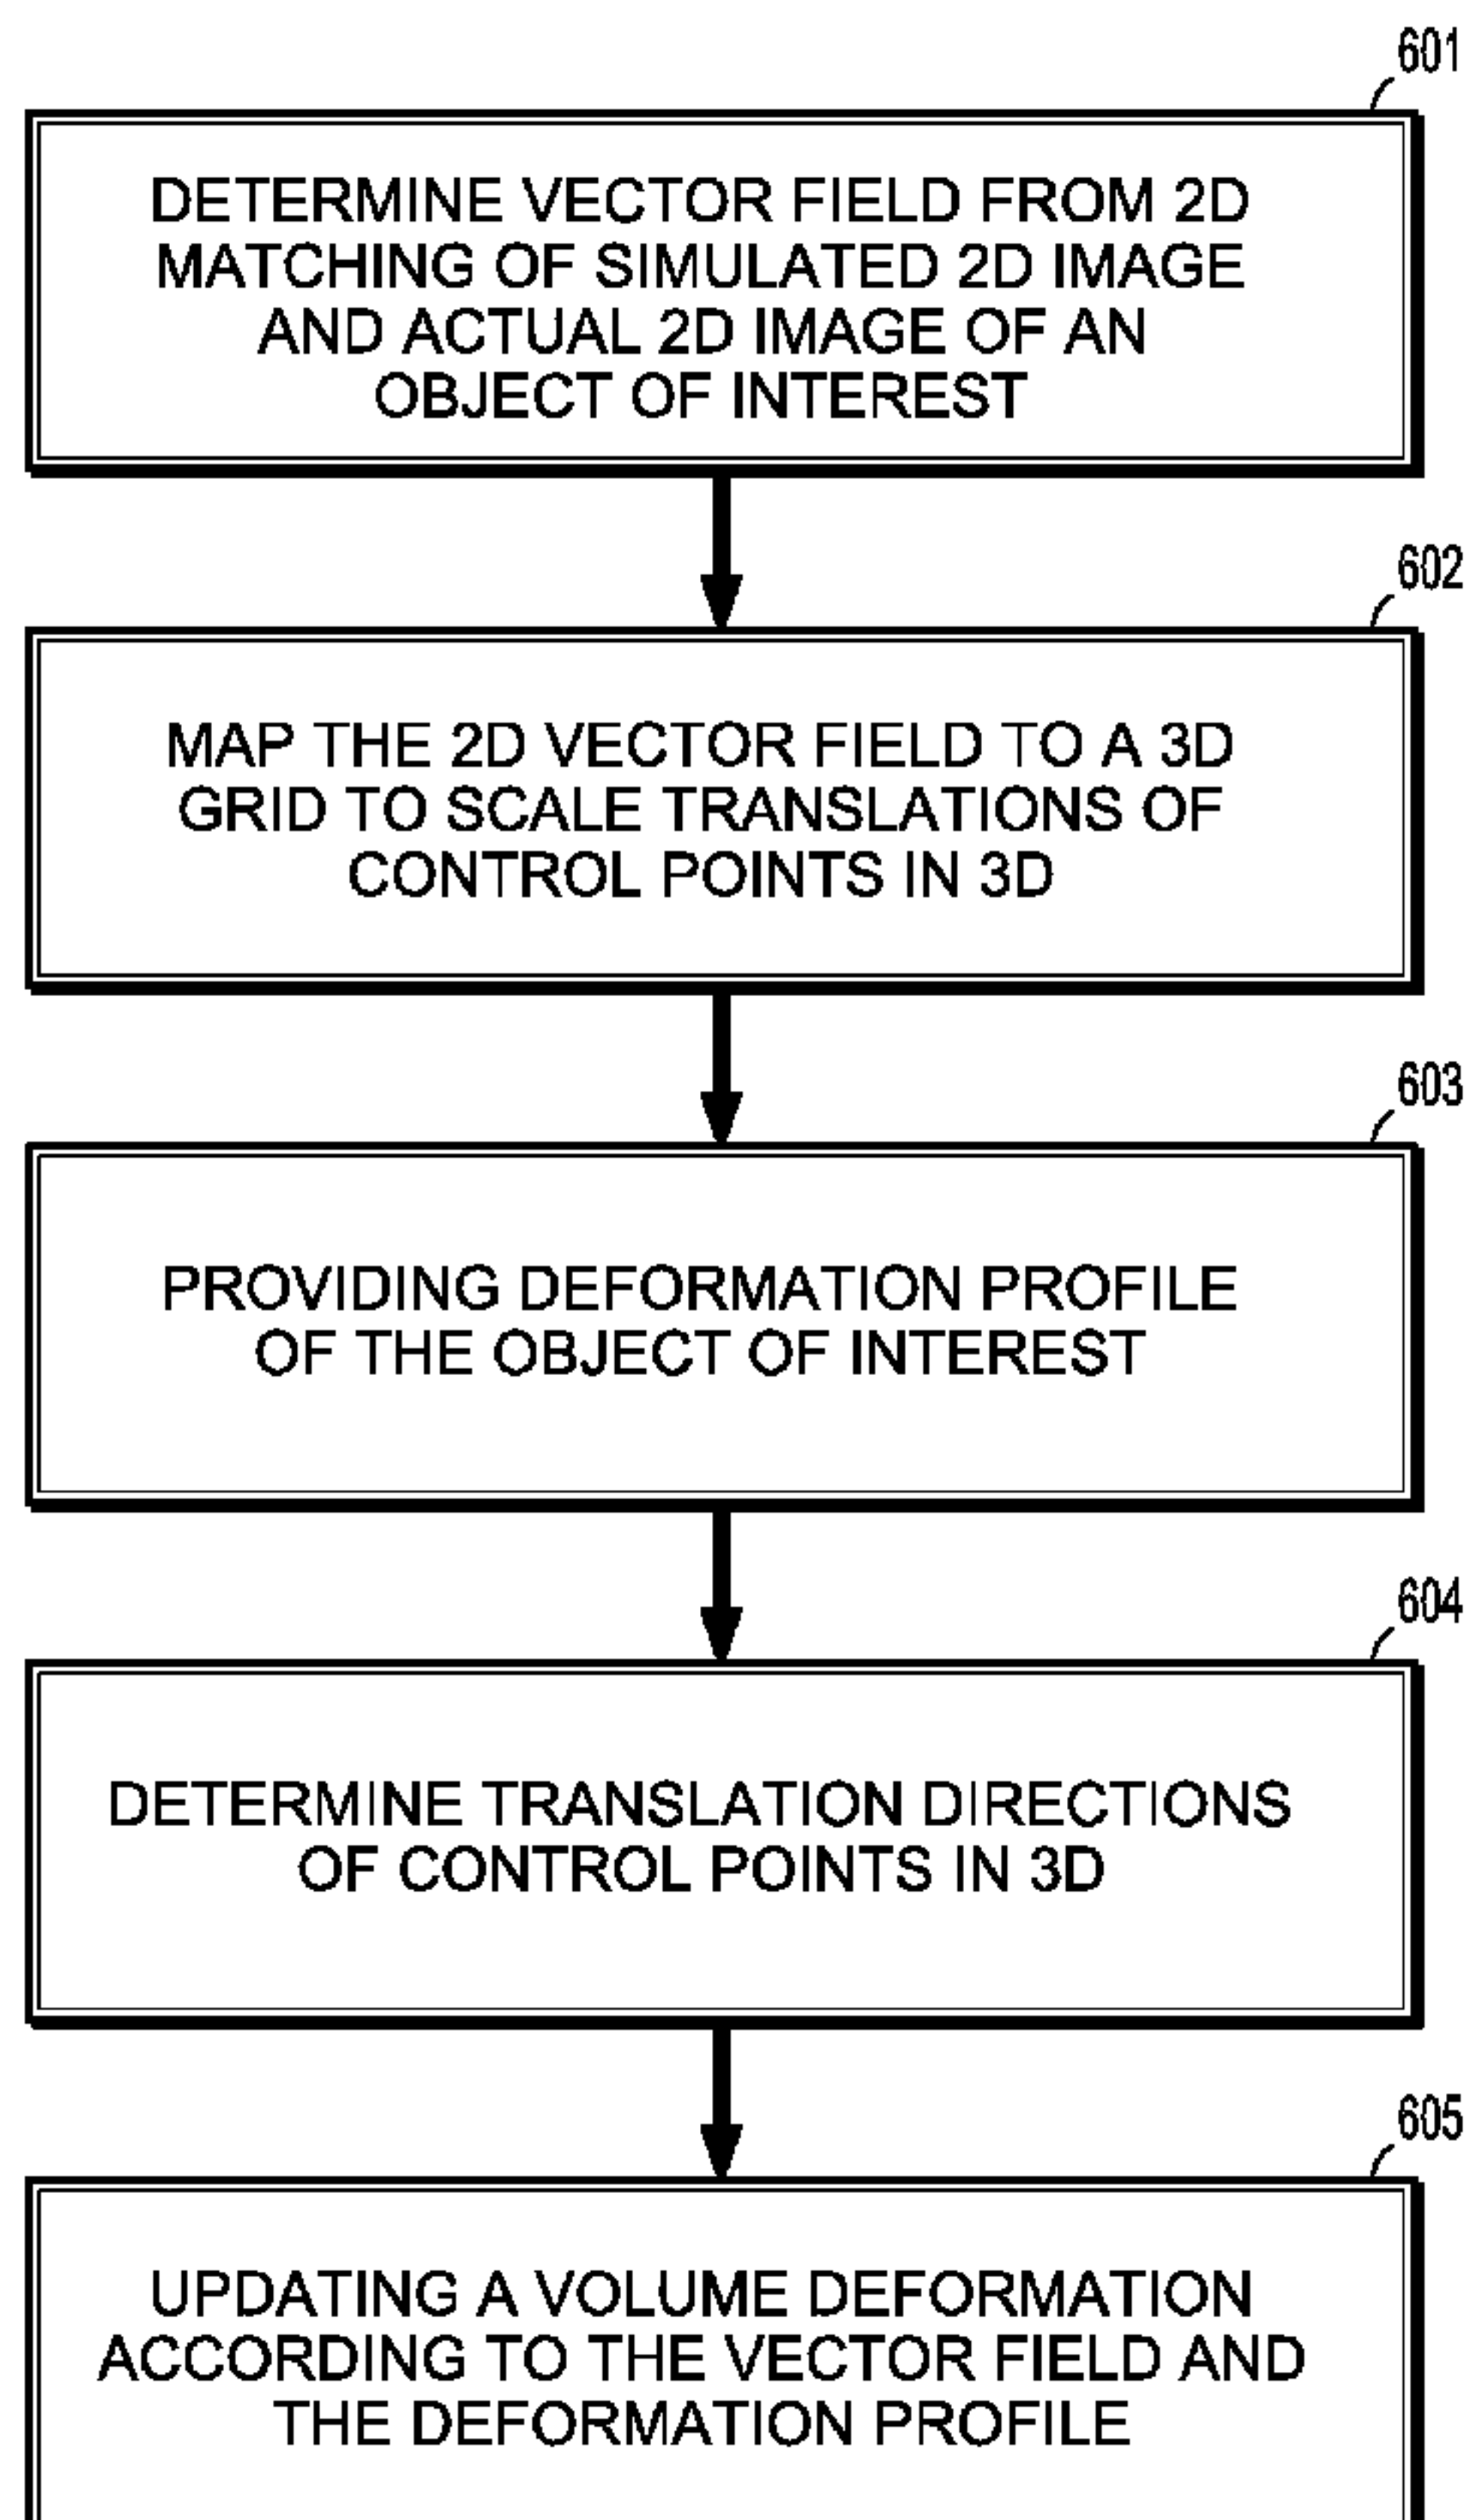 601
DETERMINE VECTOR FIELD FROM 2D
MATCHING OF SIMULATED 2D IMAGE
AND ACTUAL 2D IMAGE OF AN
OBJECT OF INTEREST
602
MAP THE 2D VECTOR FIELD TO A 3D
GRID TO SCALE TRANSLATIONS OF
CONTROL POINTS IN 3D
603
PROVIDING DEFORMATION PROFILE
OF THE OBJECT OF INTEREST
604
DETERMINE TRANSLATION DIRECTIONS
OF CONTROL POINTS IN 3D
605
UPDATING A VOLUME DEFORMATION
ACCORDING TO THE VECTOR FIELD AND
THE DEFORMATION PROFILE